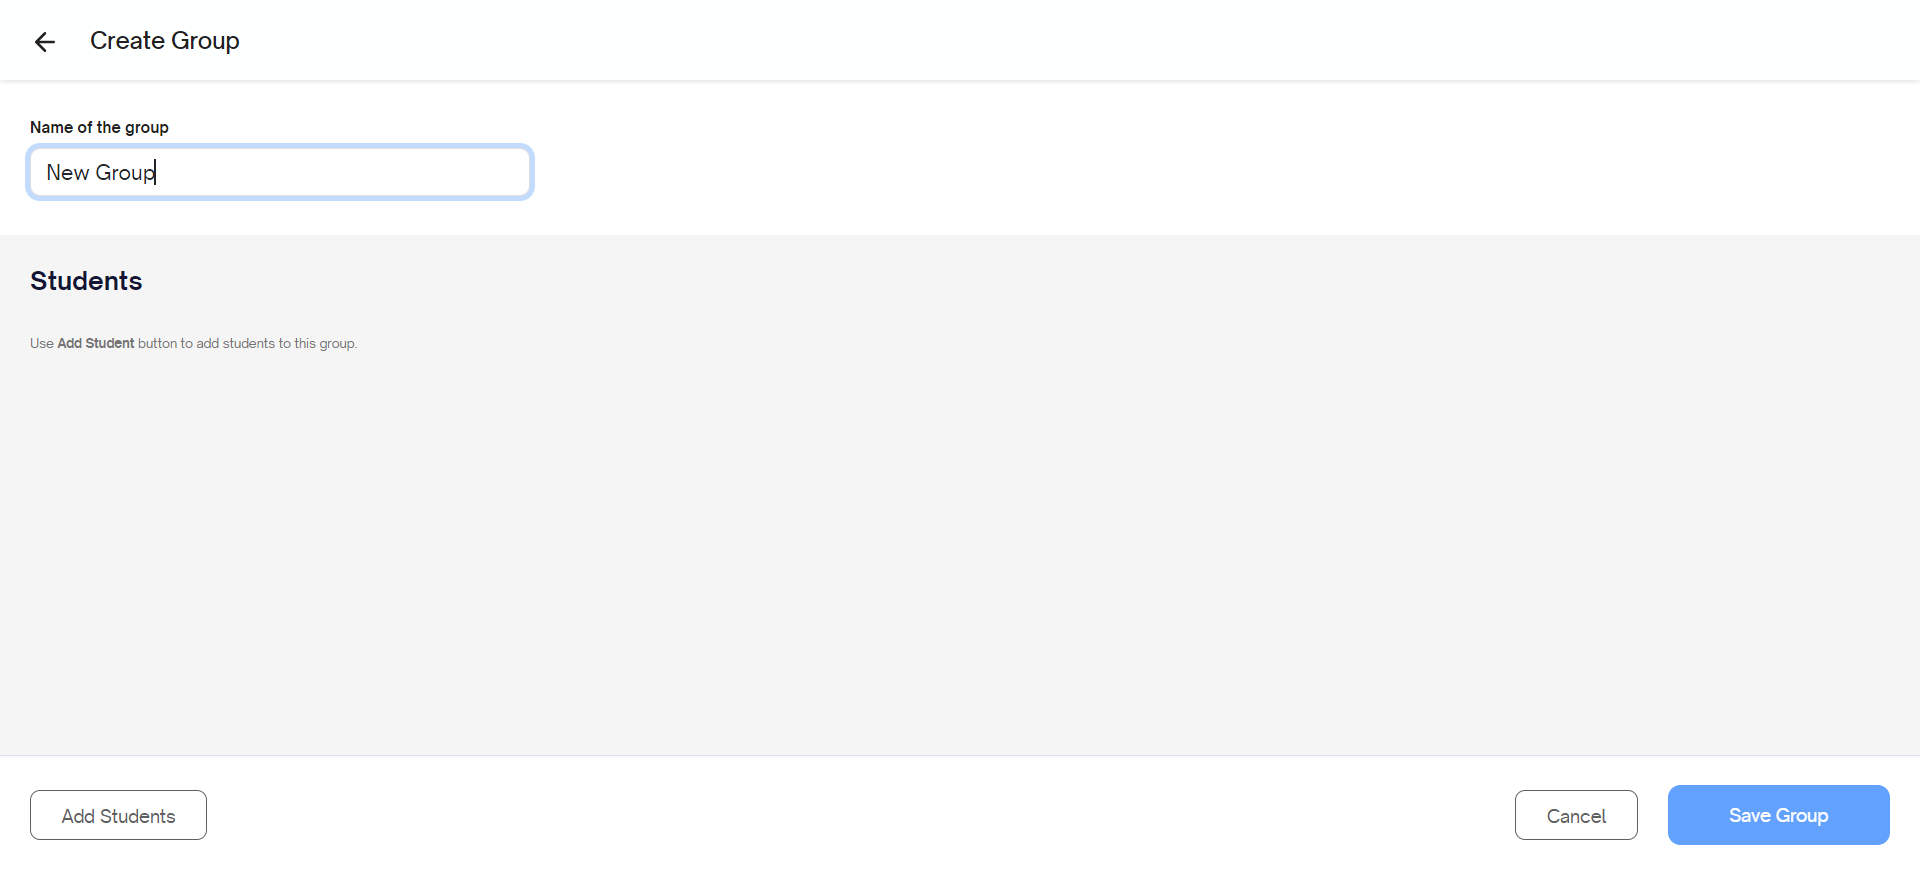 Create Group
Name of the group
New Group
Students
Use Add Student button to add students to this group.
Add Students
Cancel
Save Group